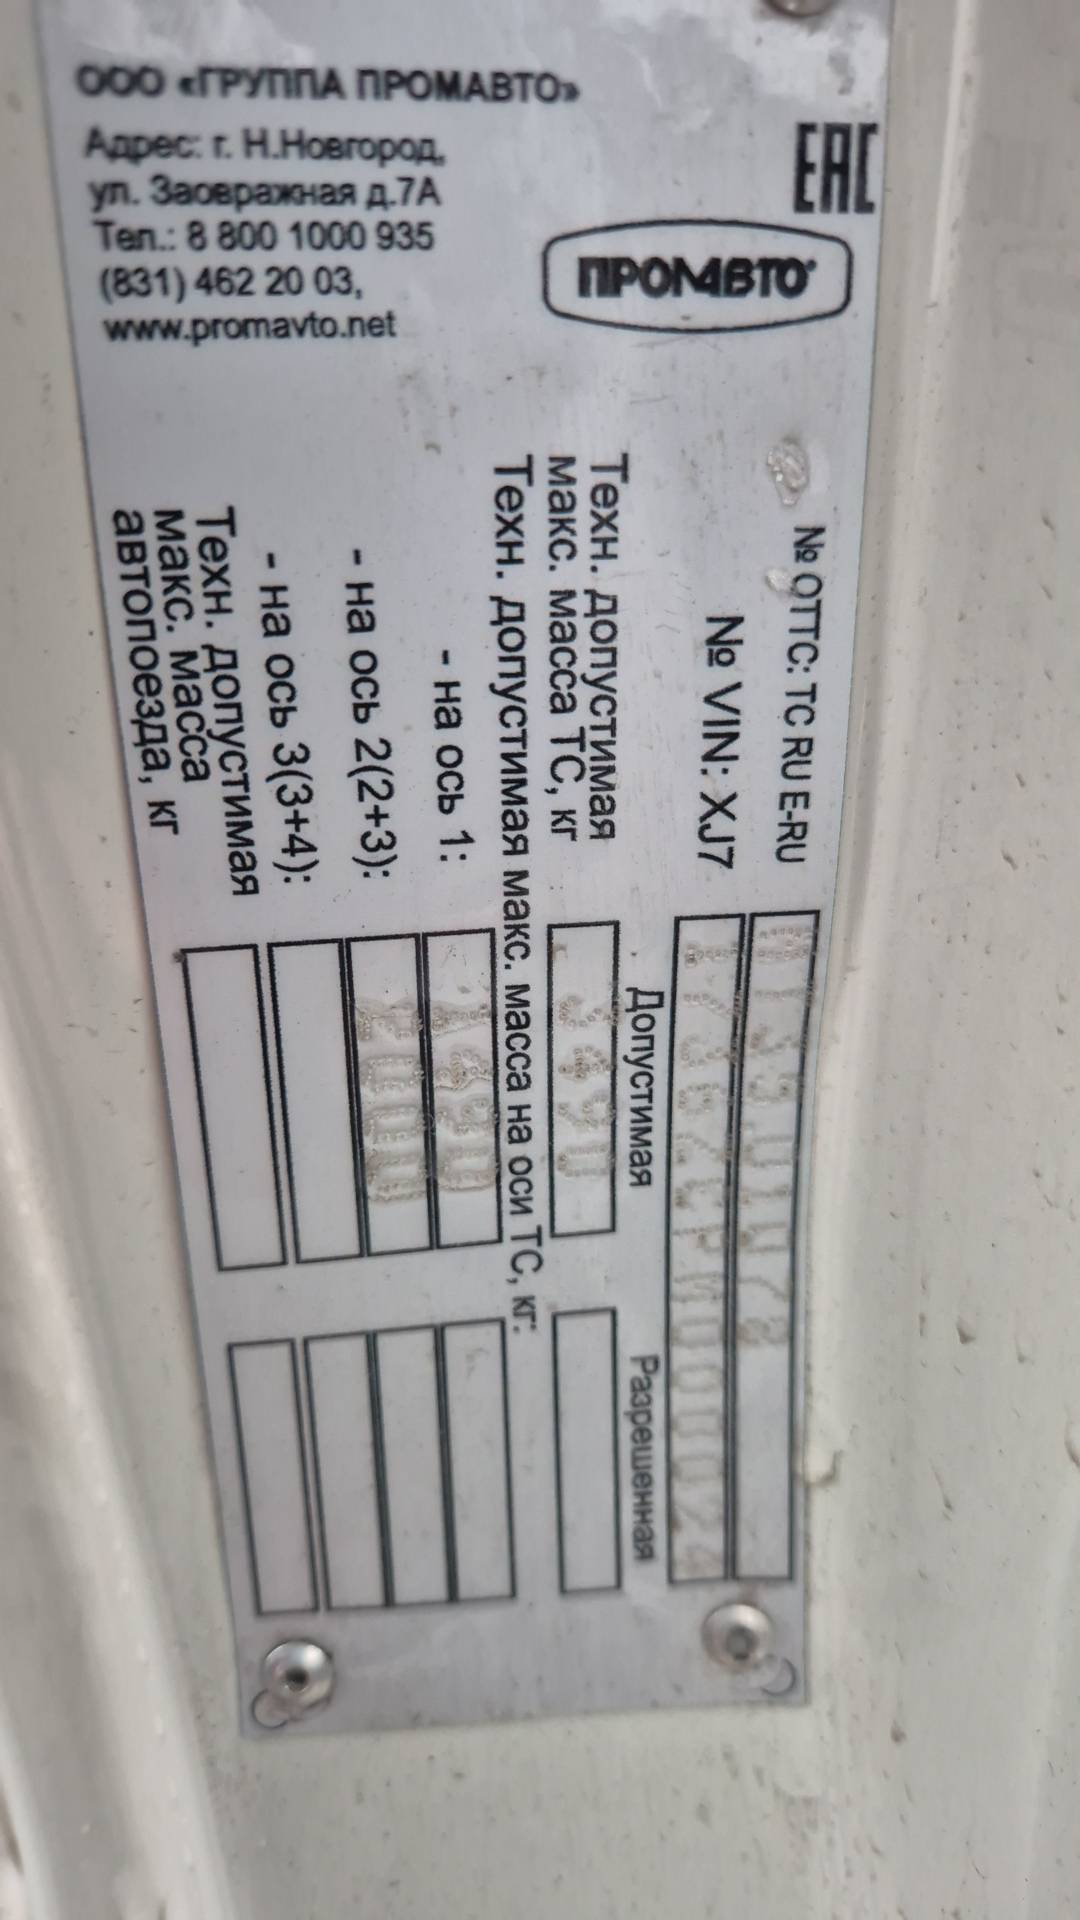 ООО «ГРУППА ПРОМАВТО»
Адрес: г. Н.Новгород,
ул. Заовражная д.7А
Тел.: 8 800 1000 935
(831) 462 20 03,
www.promavto.net
ЕАС
ПРОМАВТО
№ ОТТС: ТС RU E-RU
№ VIN: XJ7
Допустимая
Разрешенная
Техн. допустимая
макс. масса ТС, кг
Техн. допустимая макс. масса на оси ТС, кг:
- на ось 1:
- на ось 2(2+3):
- на ось 3(3+4):
Техн. допустимая
макс. масса
автопоезда, кг